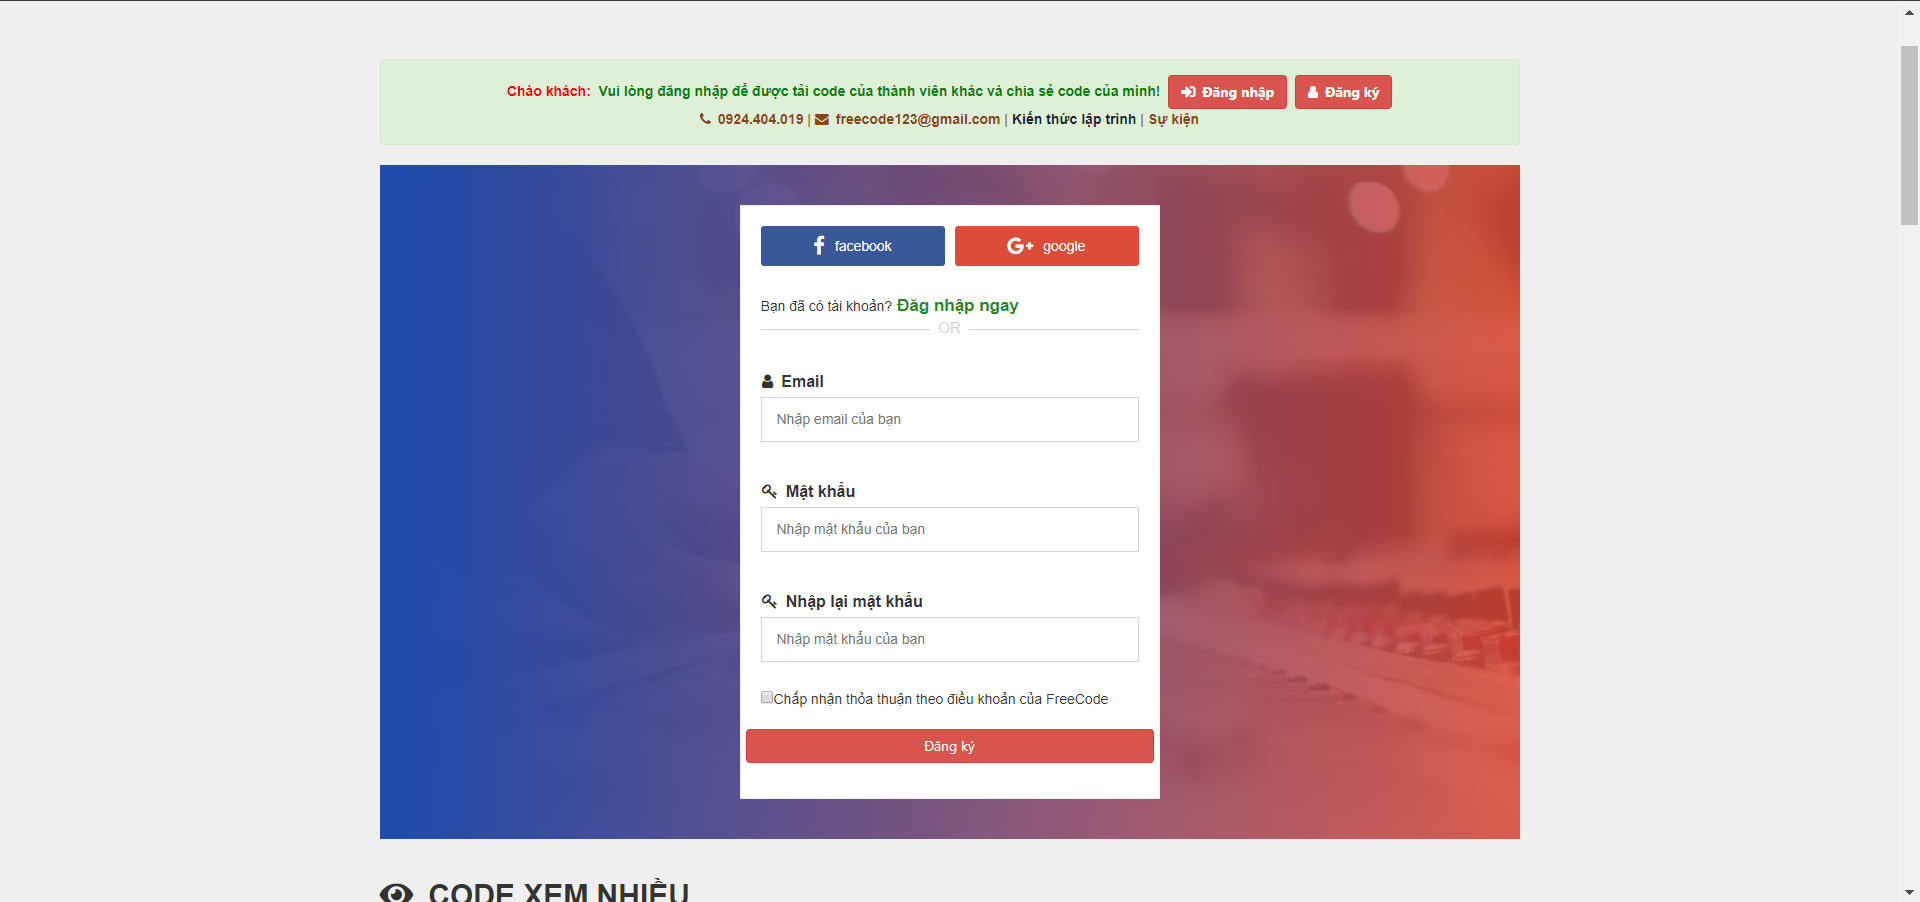 Chào khách: Vui lòng đăng nhập để được tải code của thành viên khác và chia sẻ code của mình! Đăng nhập Đăng ký
0924.404.019 | freecode123@gmail.com | Kiến thức lập trình | Sự kiện
facebook G+ google
Bạn đã có tài khoản? Đăg nhập ngay
OR
Email
Nhập email của bạn
Mật khẩu
Nhập mật khẩu của bạn
Nhập lại mật khẩu
Nhập mật khẩu của bạn
Chấp nhận thỏa thuận theo điều khoản của FreeCode
Đăng ký
CODE XEM NHIỀU